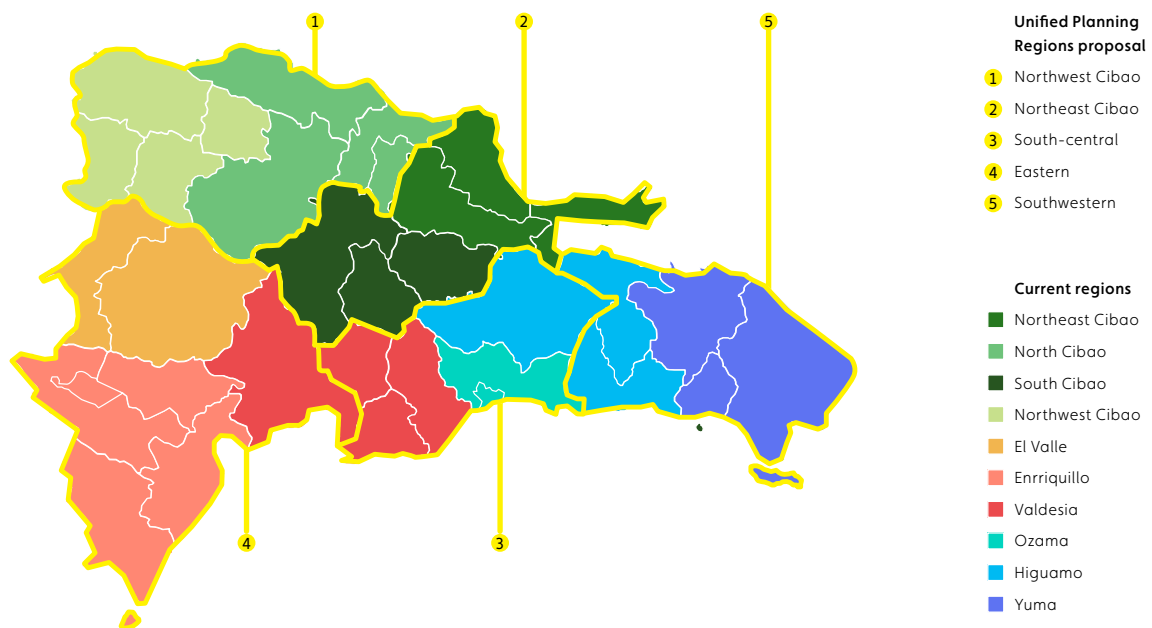 1
2
5
4
3
Unified Planning
Regions proposal
1 Northwest Cibao
2 Northeast Cibao
3 South-central
4 Eastern
5 Southwestern
Current regions
Northeast Cibao
North Cibao
South Cibao
Northwest Cibao
El Valle
Enrriquillo
Valdesia
Ozama
Higuamo
Yuma